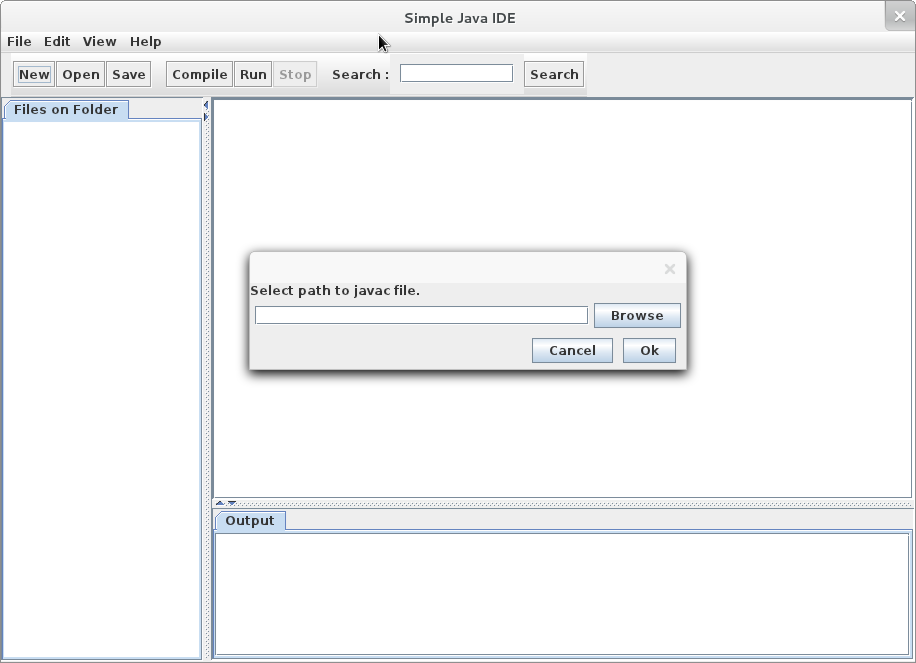 Simple Java IDE
File Edit View Help
New Open Save Compile Run Stop Search : Search
Files on Folder
Select path to javac file.
Browse
Cancel Ok
Output